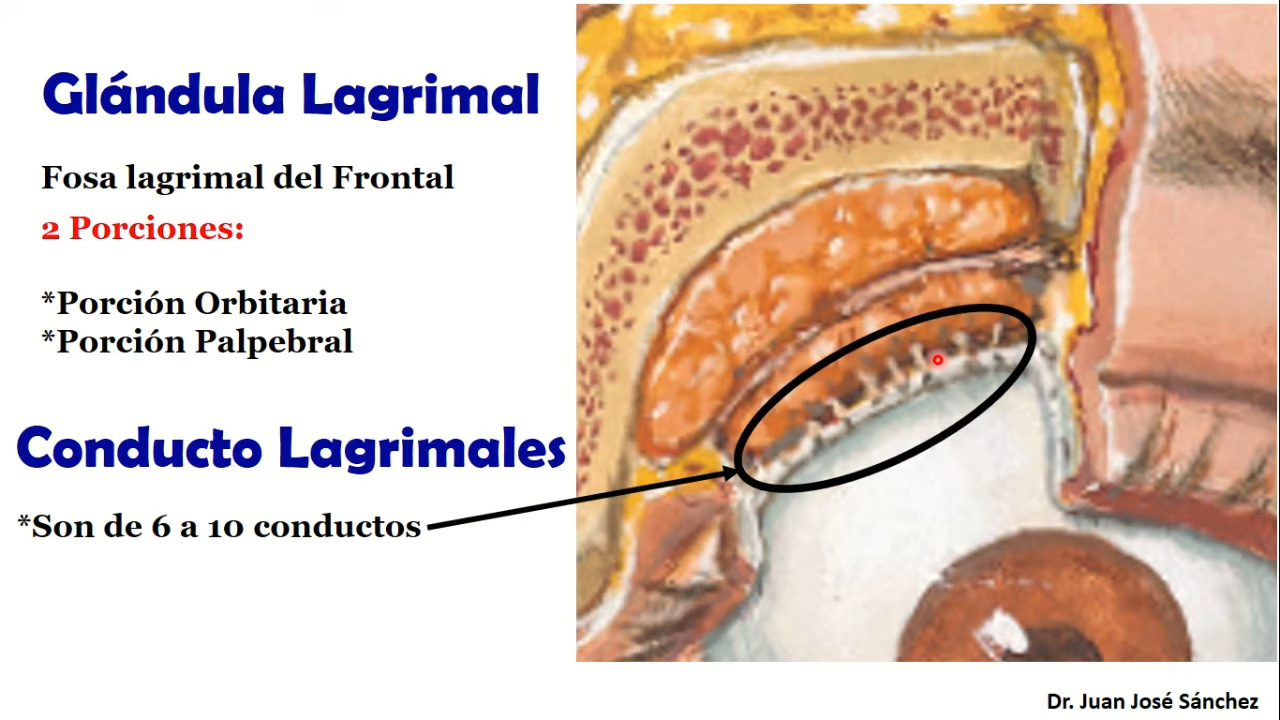 Glándula Lagrimal
Fosa lagrimal del Frontal
2 Porciones:
*Porción Orbitaria
*Porción Palpebral
Conducto Lagrimales
*Son de 6 a 10 conductos
Dr. Juan José Sánchez